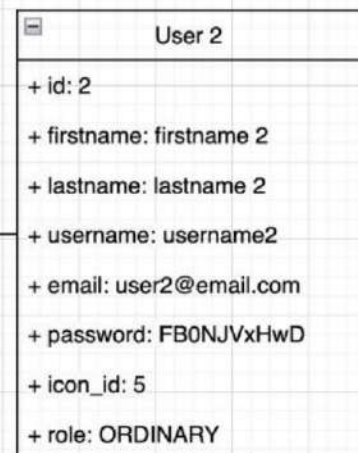 User 2
+ id: 2
+ firstname: firstname 2
+ lastname: lastname 2
+ username: username2
+ email: user2@email.com
+ password: FB0NJVxHwD
+ icon_id: 5
+ role: ORDINARY